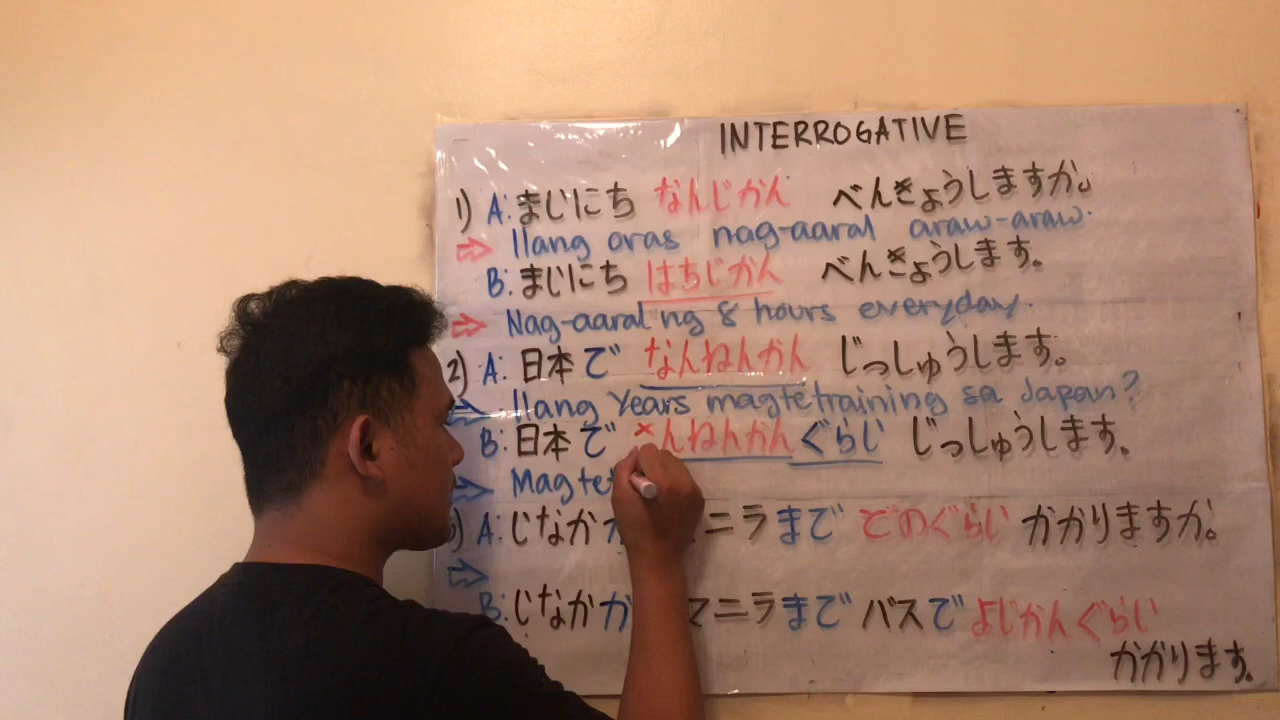 INTERROGATIVE
1) A: まいにち なんじかん べんきょうしますか。
⇒ Ilang oras nag-aaral araw-araw.
B: まいにち はちじかん べんきょうします。
⇒ Nag-aaral ng 8 hours everyday.
2) A: 日本で なんねんかん じっしゅうします。
Ilang Years magtetraining sa Japan?
B: 日本で んねんかんぐらい じっしゅうします。
Magtet
A: じなか マニラまで どのぐらい かかりますか。
B: じなかか マニラまで バスで よじかんぐらい
かかります。